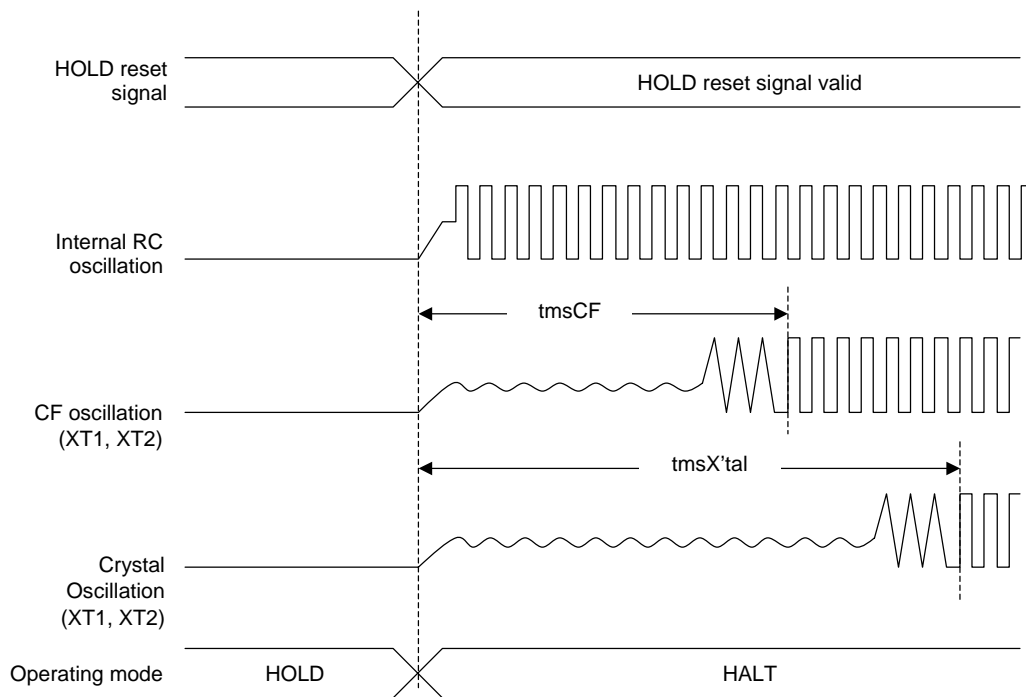 HOLD reset
signal
HOLD reset signal valid
Internal RC
oscillation
tmsCF
CF oscillation
(XT1, XT2)
tmsX’tal
Crystal
Oscillation
(XT1, XT2)
Operating mode
HOLD
HALT